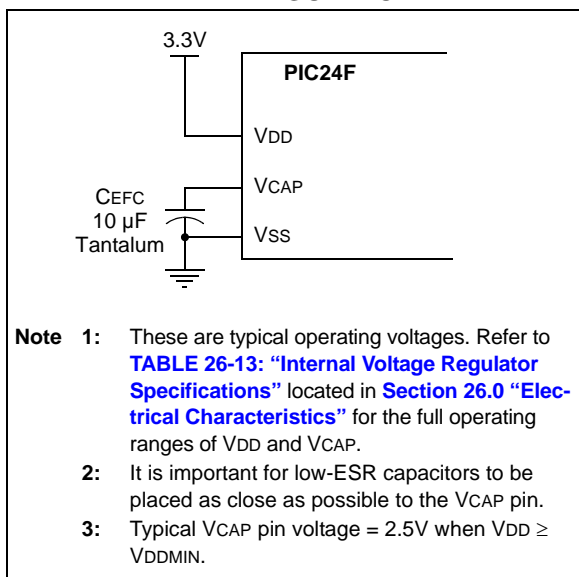 3.3V
PIC24F
VDD
VCAP
CEFC
10 µF
Tantalum
VSS
Note 1: These are typical operating voltages. Refer to
TABLE 26-13: “Internal Voltage Regulator
Specifications” located in Section 26.0 “Elec-
trical Characteristics” for the full operating
ranges of VDD and VCAP.
2: It is important for low-ESR capacitors to be
placed as close as possible to the VCAP pin.
3: Typical VCAP pin voltage = 2.5V when VDD ≥
VDDMIN.